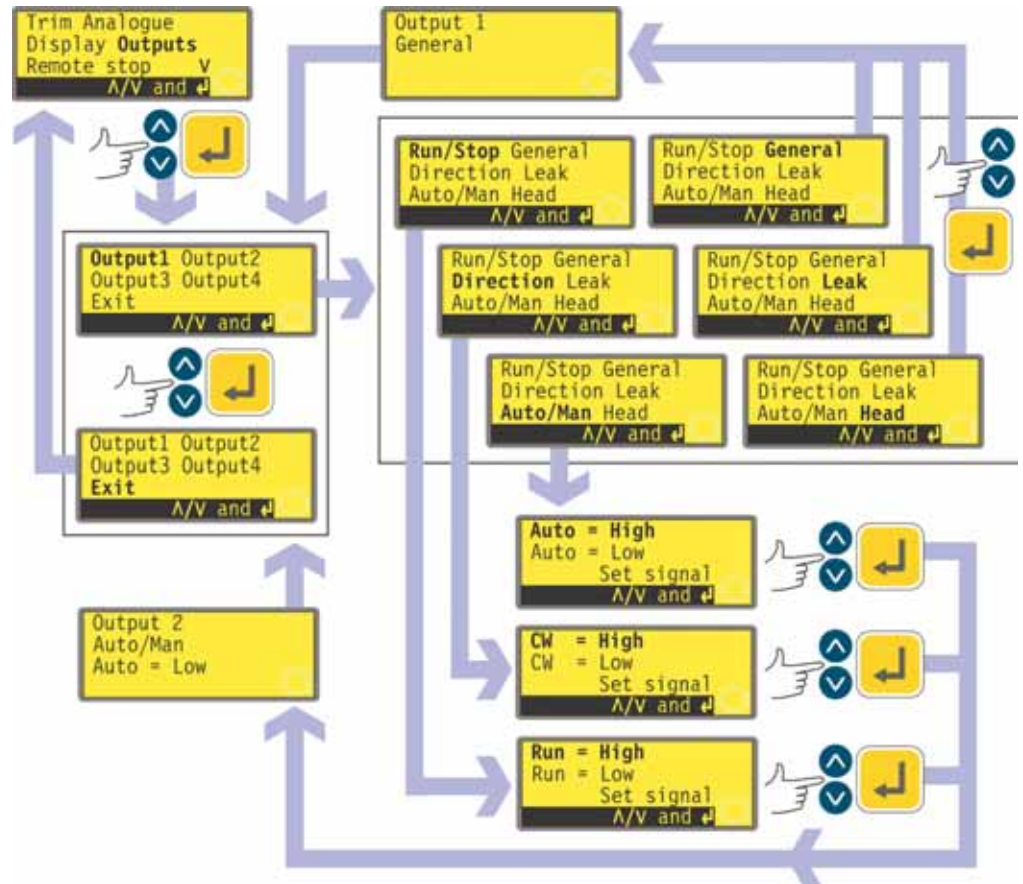 Trim Analogue
Display Outputs
Remote stop V
Λ/V and ↲
Output 1
General
Run/Stop General
Direction Leak
Auto/Man Head
Λ/V and ↲
Run/Stop General
Direction Leak
Auto/Man Head
Λ/V and ↲
Output1 Output2
Output3 Output4
Exit
Λ/V and ↲
Run/Stop General
Direction Leak
Auto/Man Head
Λ/V and ↲
Run/Stop General
Direction Leak
Auto/Man Head
Λ/V and ↲
Run/Stop General
Direction Leak
Auto/Man Head
Λ/V and ↲
Run/Stop General
Direction Leak
Auto/Man Head
Λ/V and ↲
Output1 Output2
Output3 Output4
Exit
Λ/V and ↲
Auto = High
Auto = Low
Set signal
Λ/V and ↲
Output 2
Auto/Man
Auto = Low
CW = High
CW = Low
Set signal
Λ/V and ↲
Run = High
Run = Low
Set signal
Λ/V and ↲